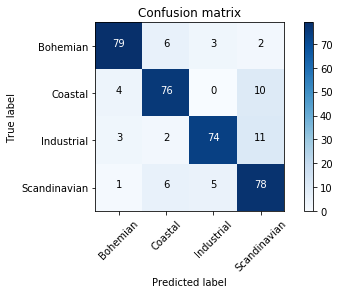 Confusion matrix
True label
Bohemian 79 6 3 2
Coastal 4 76 0 10
Industrial 3 2 74 11
Scandinavian 1 6 5 78
Bohemian Coastal Industrial Scandinavian
Predicted label
70
60
50
40
30
20
10
0